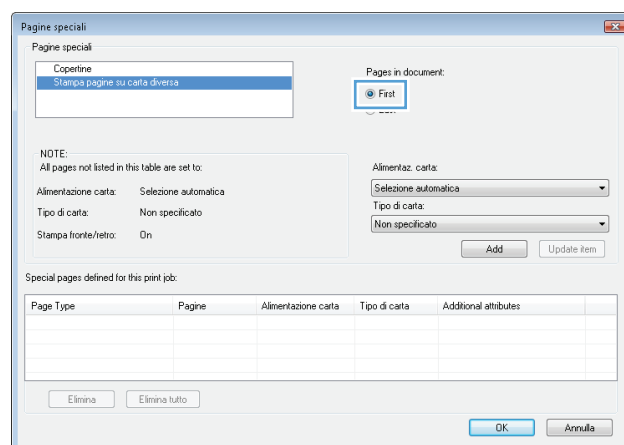 Pagine speciali
Pagine speciali
Copertine
Stampa pagine su carta diversa
Pages in document:
First
NOTE:
All pages not listed in this table are set to:
Alimentazione carta: Selezione automatica
Tipo di carta: Non specificato
Stampa fronte/retro: On
Alimentaz. carta:
Selezione automatica
Tipo di carta:
Non specificato
Add Update item
Special pages defined for this print job:
Page Type Pagine Alimentazione carta Tipo di carta Additional attributes
Elimina Elimina tutto
OK Annulla